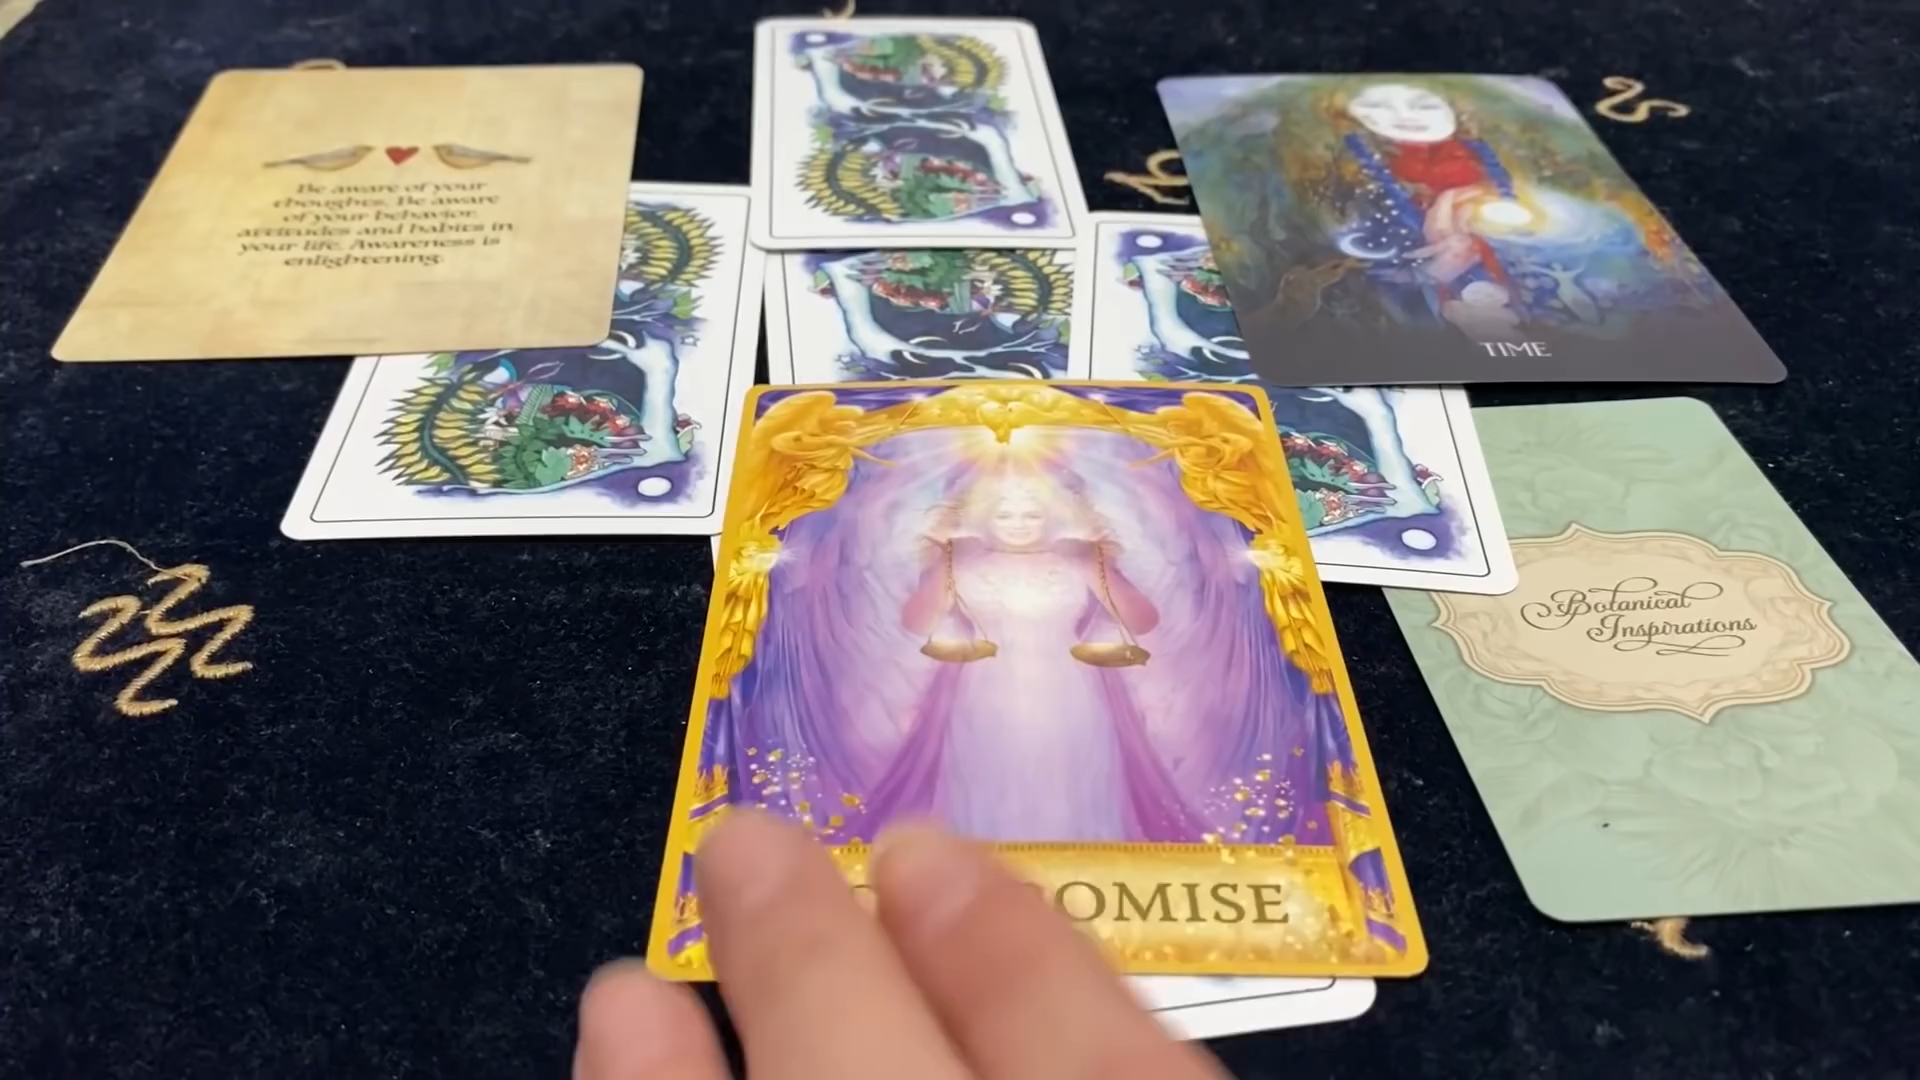 Be aware of your
thoughts. Be aware
of your behavior,
attitudes and habits in
your life. Awareness is
enlightening.
TIME
Botanical
Inspirations
OMISE